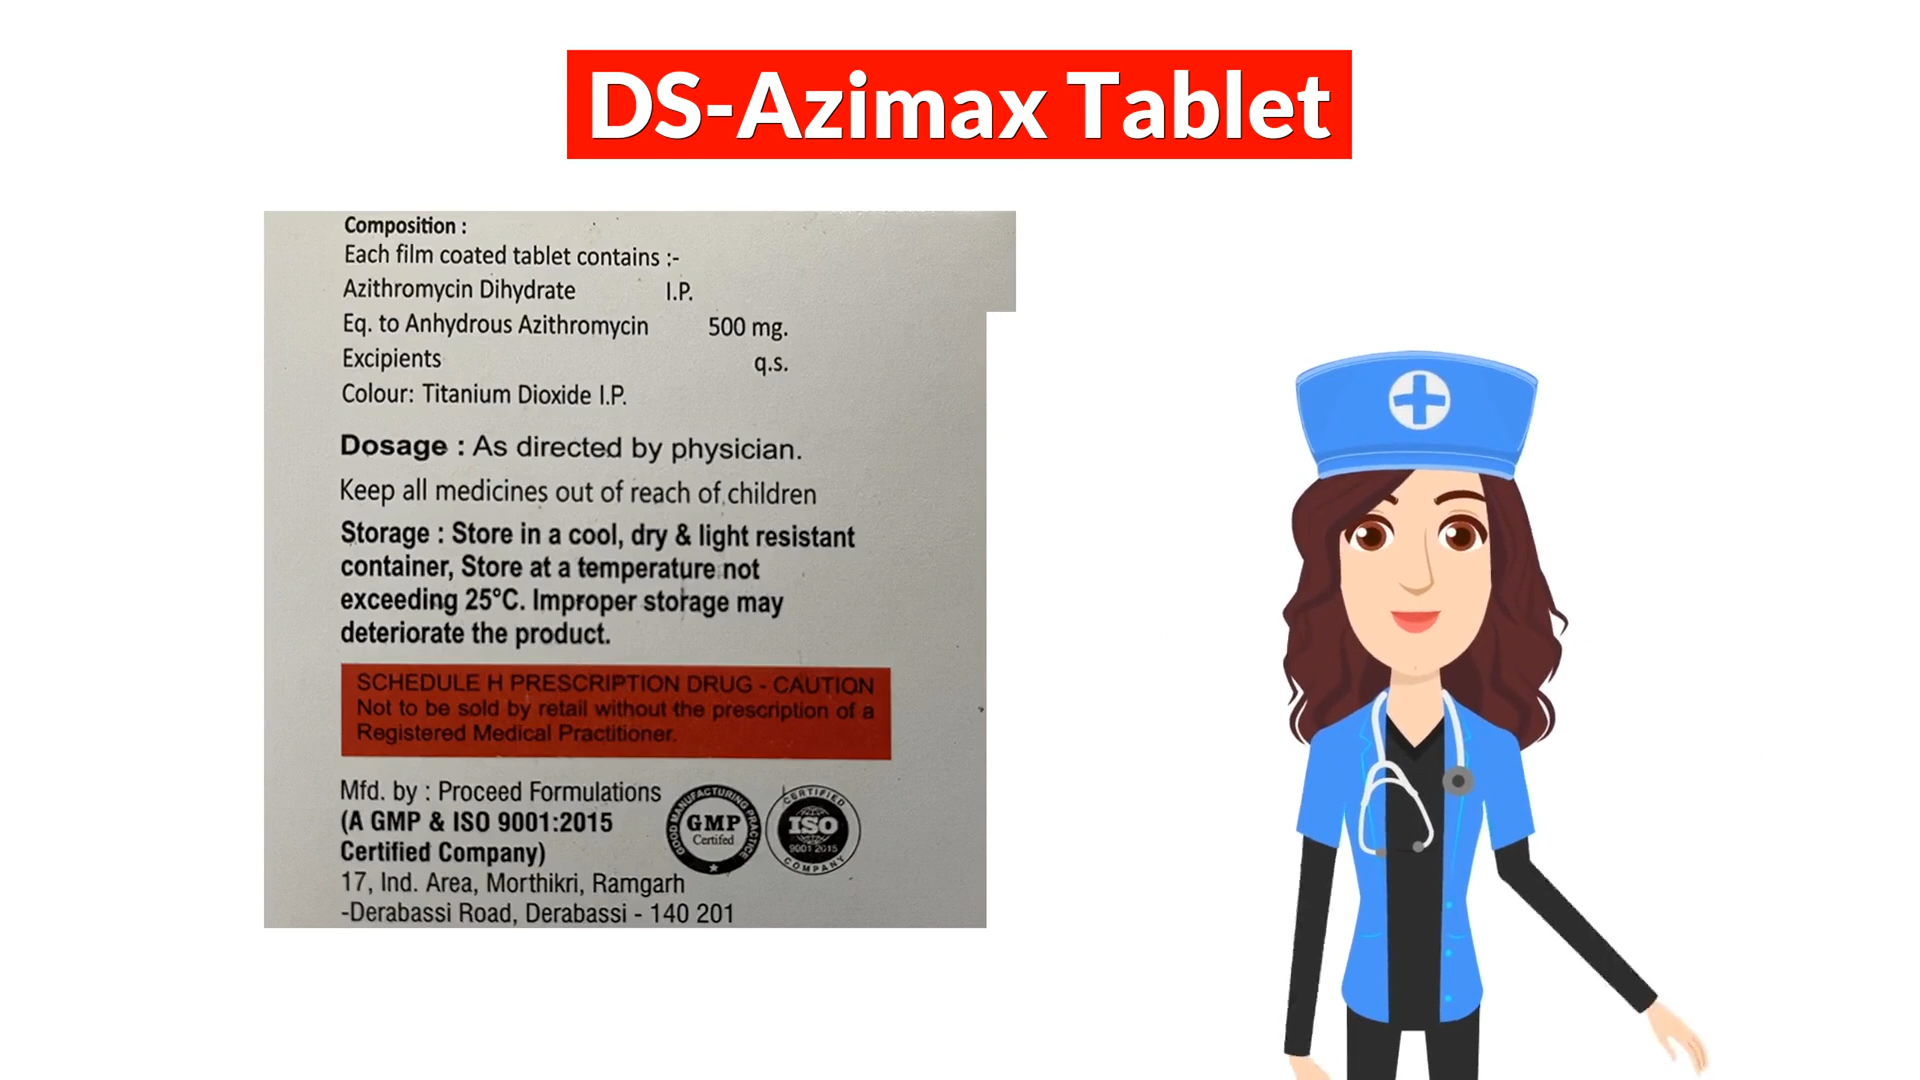 DS-Azimax Tablet
Composition :
Each film coated tablet contains :-
Azithromycin Dihydrate I.P.
Eq. to Anhydrous Azithromycin 500 mg.
Excipients q.s.
Colour: Titanium Dioxide I.P.
Dosage : As directed by physician.
Keep all medicines out of reach of children
Storage : Store in a cool, dry & light resistant
container, Store at a temperature not
exceeding 25°C. Improper storage may
deteriorate the product.
SCHEDULE H PRESCRIPTION DRUG - CAUTION
Not to be sold by retail without the prescription of a
Registered Medical Practitioner.
Mfd. by : Proceed Formulations
(A GMP & ISO 9001:2015
Certified Company)
17, Ind. Area, Morthikri, Ramgarh
-Derabassi Road, Derabassi - 140 201
GOOD MANUFACTURING PRACTICE
GMP
Certifed
CERTIFIED
ISO
9001 2015
COMPANY